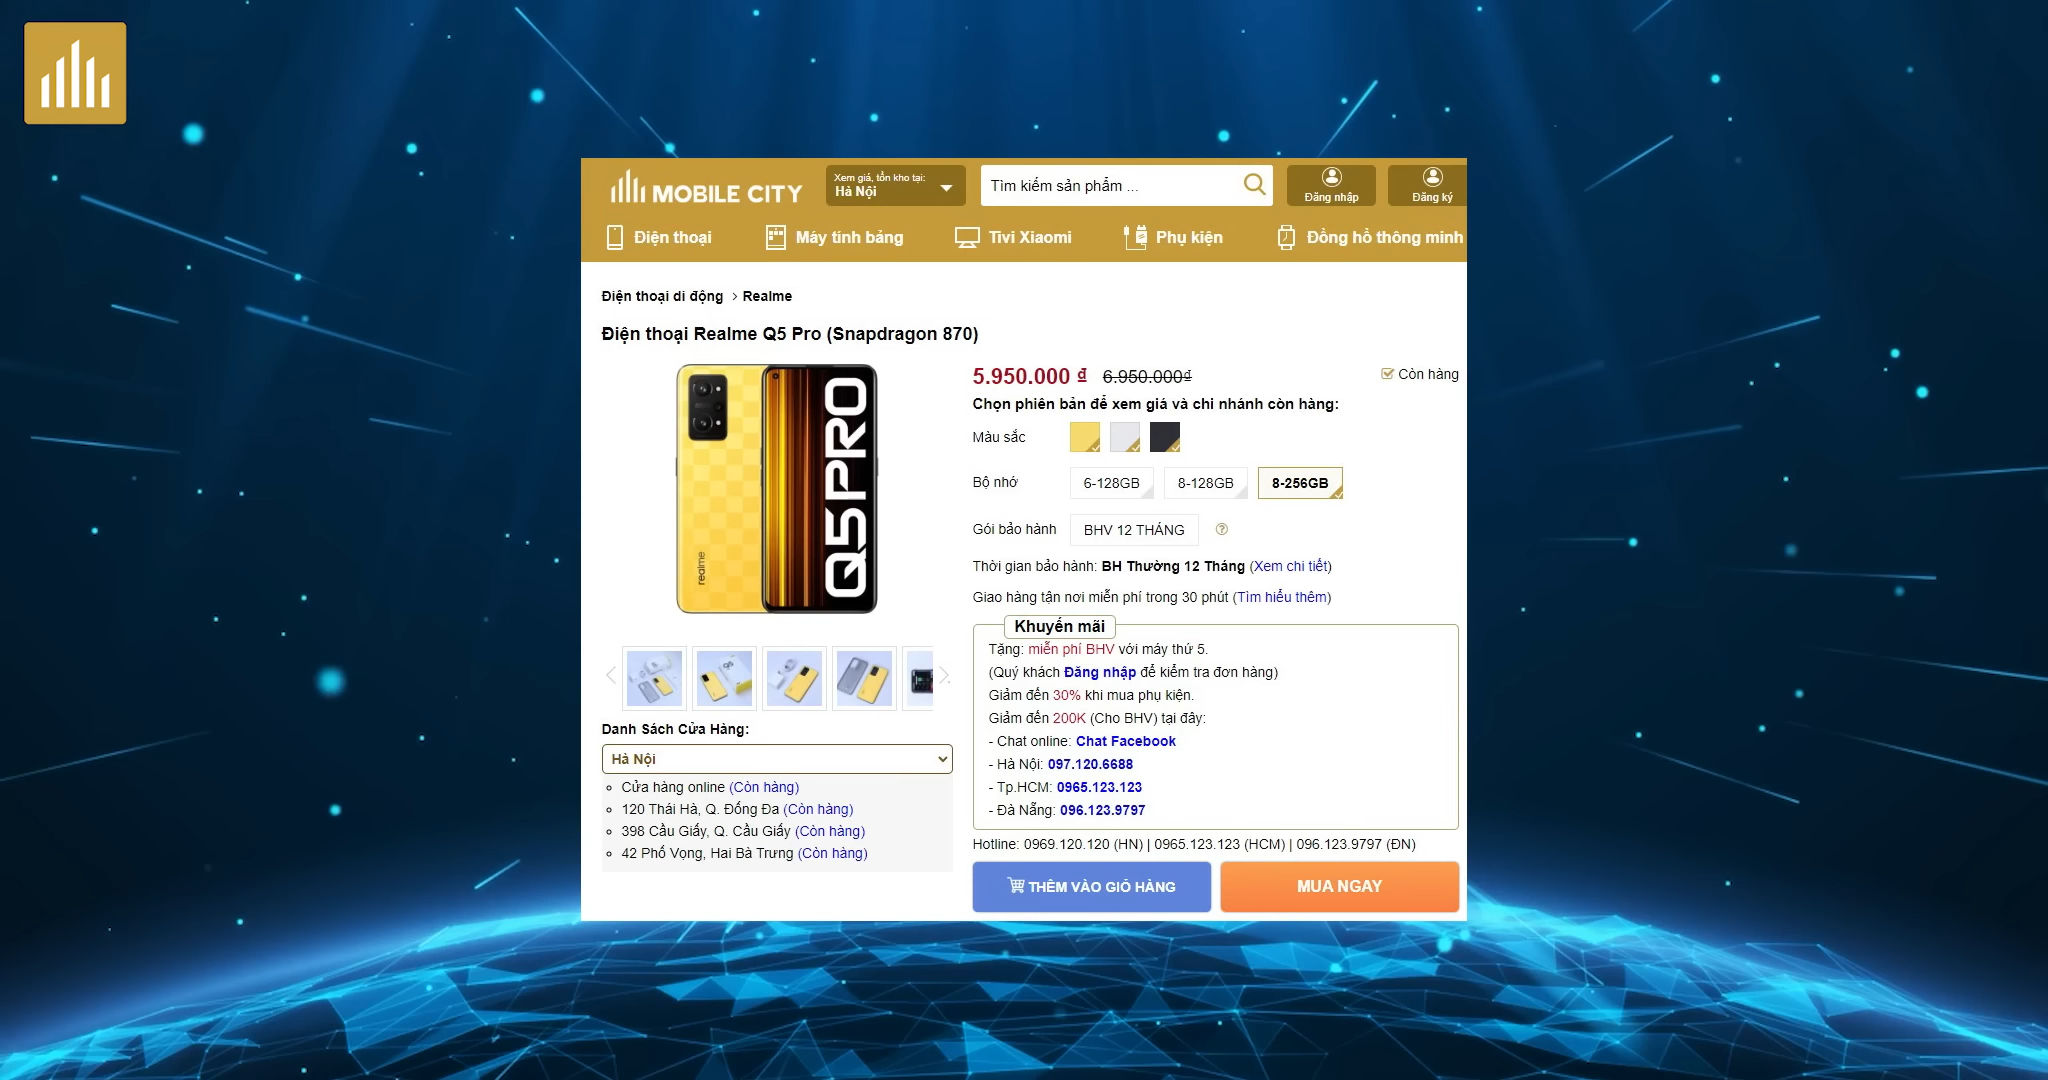 MOBILE CITY
Xem giá, tồn kho tại:
Hà Nội
Tìm kiếm sản phẩm ...
Đăng nhập
Đăng ký
Điện thoại
Máy tính bảng
Tivi Xiaomi
Phụ kiện
Đồng hồ thông minh
Điện thoại di động > Realme
Điện thoại Realme Q5 Pro (Snapdragon 870)
realme
Q5PRO
5.950.000 ₫ 6.950.000₫
Còn hàng
Chọn phiên bản để xem giá và chi nhánh còn hàng:
Màu sắc
Bộ nhớ 6-128GB 8-128GB 8-256GB
Gói bảo hành BHV 12 THÁNG ?
Thời gian bảo hành: BH Thường 12 Tháng (Xem chi tiết)
Giao hàng tận nơi miễn phí trong 30 phút (Tìm hiểu thêm)
Khuyến mãi
Tặng: miễn phí BHV với máy thứ 5.
(Quý khách Đăng nhập để kiểm tra đơn hàng)
Giảm đến 30% khi mua phụ kiện.
Giảm đến 200K (Cho BHV) tại đây:
- Chat online: Chat Facebook
- Hà Nội: 097.120.6688
- Tp.HCM: 0965.123.123
- Đà Nẵng: 096.123.9797
Hotline: 0969.120.120 (HN) | 0965.123.123 (HCM) | 096.123.9797 (ĐN)
THÊM VÀO GIỎ HÀNG
MUA NGAY
Danh Sách Cửa Hàng:
Hà Nội
Cửa hàng online (Còn hàng)
120 Thái Hà, Q. Đống Đa (Còn hàng)
398 Cầu Giấy, Q. Cầu Giấy (Còn hàng)
42 Phố Vọng, Hai Bà Trưng (Còn hàng)